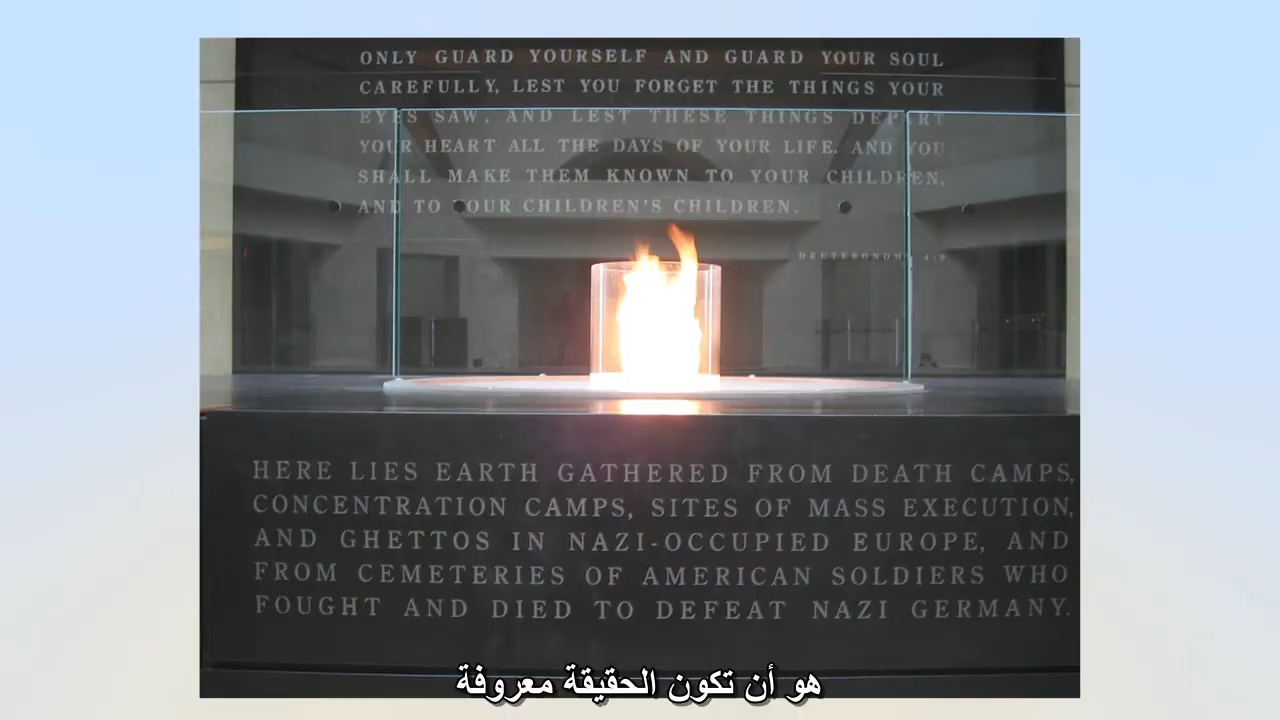 ONLY GUARD YOURSELF AND GUARD YOUR SOUL
CAREFULLY, LEST YOU FORGET THE THINGS YOUR
EYES SAW, AND LEST THESE THINGS DEPART
YOUR HEART ALL THE DAYS OF YOUR LIFE. AND YOU
SHALL MAKE THEM KNOWN TO YOUR CHILDREN,
AND TO YOUR CHILDREN'S CHILDREN.
DEUTERONOMY 4:9
HERE LIES EARTH GATHERED FROM DEATH CAMPS,
CONCENTRATION CAMPS, SITES OF MASS EXECUTION,
AND GHETTOS IN NAZI-OCCUPIED EUROPE, AND
FROM CEMETERIES OF AMERICAN SOLDIERS WHO
FOUGHT AND DIED TO DEFEAT NAZI GERMANY.
هو أن تكون الحقيقة معروفة